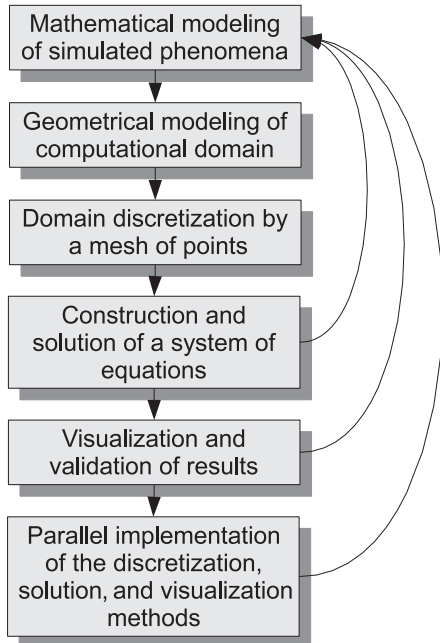 Mathematical modeling
of simulated phenomena
Geometrical modeling of
computational domain
Domain discretization by
a mesh of points
Construction and
solution of a system of
equations
Visualization and
validation of results
Parallel implementation
of the discretization,
solution, and visualization
methods